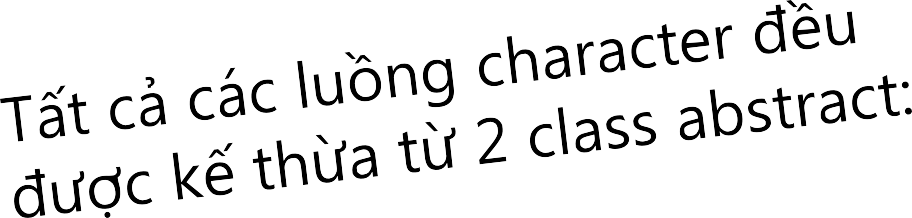 Tất cả các luồng character đều
được kế thừa từ 2 class abstract: